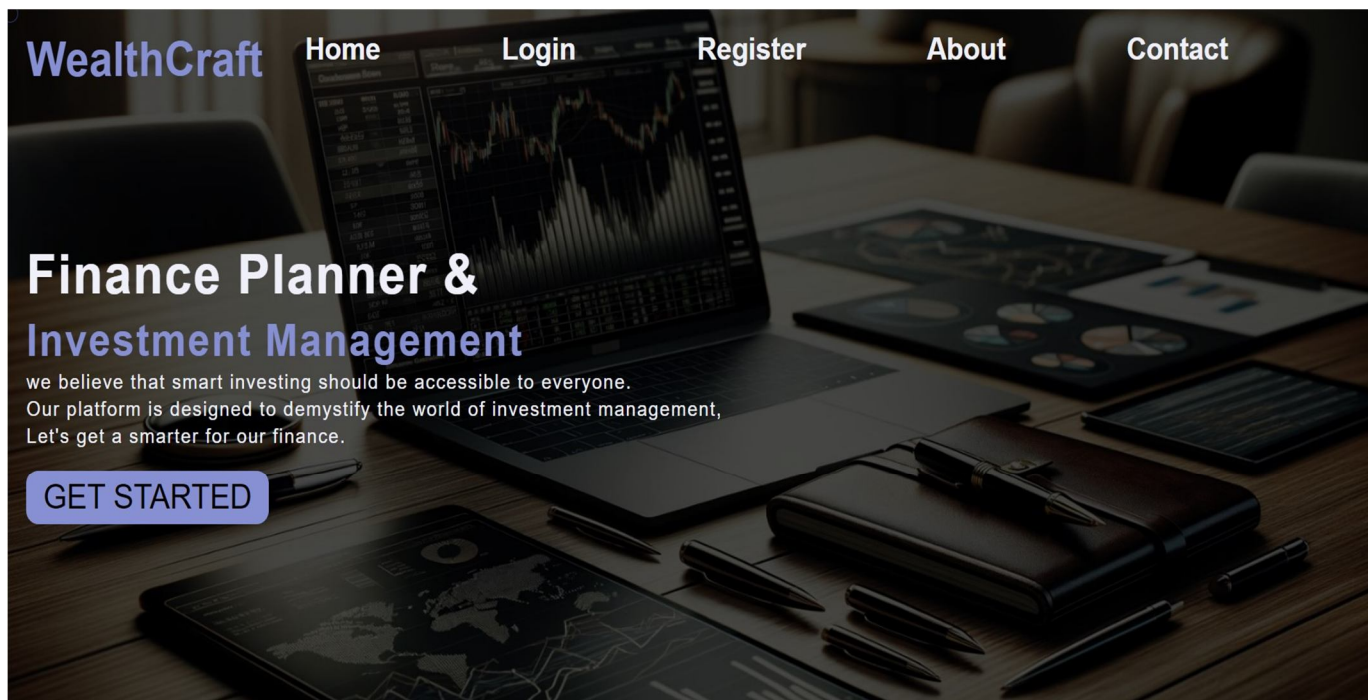 WealthCraft Home Login Register About Contact
Finance Planner &
Investment Management
we believe that smart investing should be accessible to everyone.
Our platform is designed to demystify the world of investment management,
Let's get a smarter for our finance.
GET STARTED